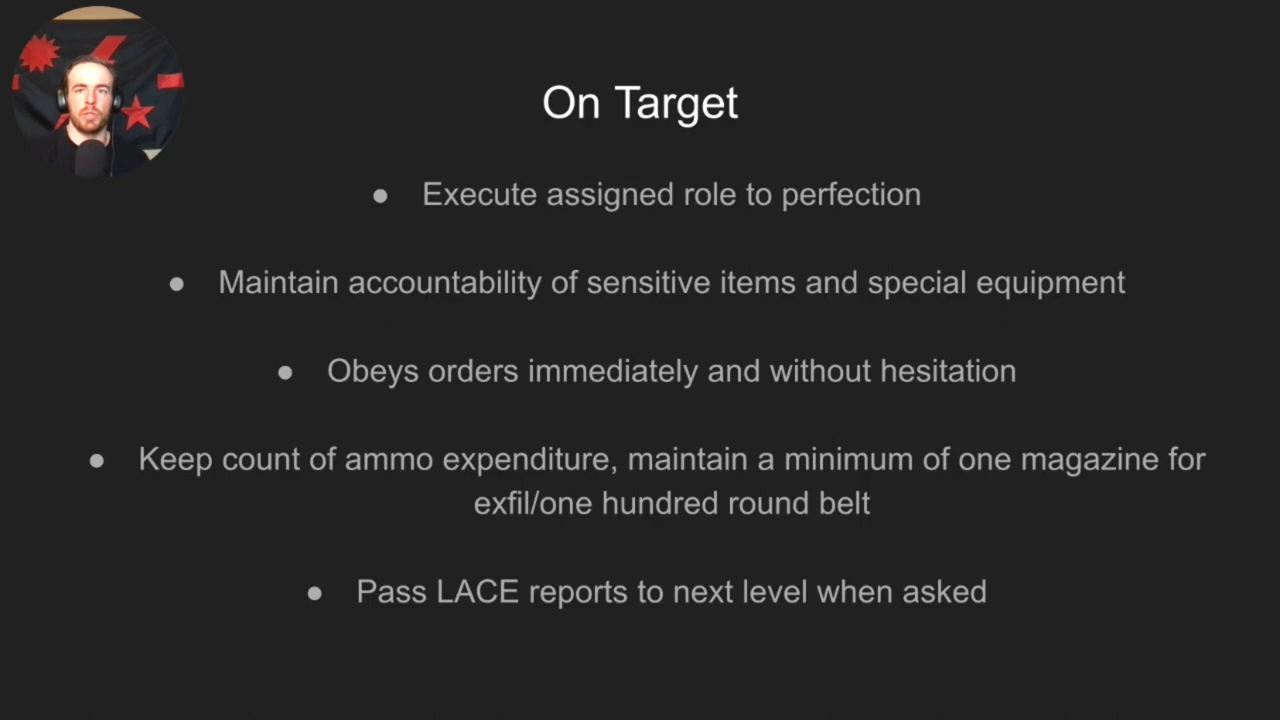 On Target
● Execute assigned role to perfection
● Maintain accountability of sensitive items and special equipment
● Obeys orders immediately and without hesitation
● Keep count of ammo expenditure, maintain a minimum of one magazine for
exfil/one hundred round belt
● Pass LACE reports to next level when asked